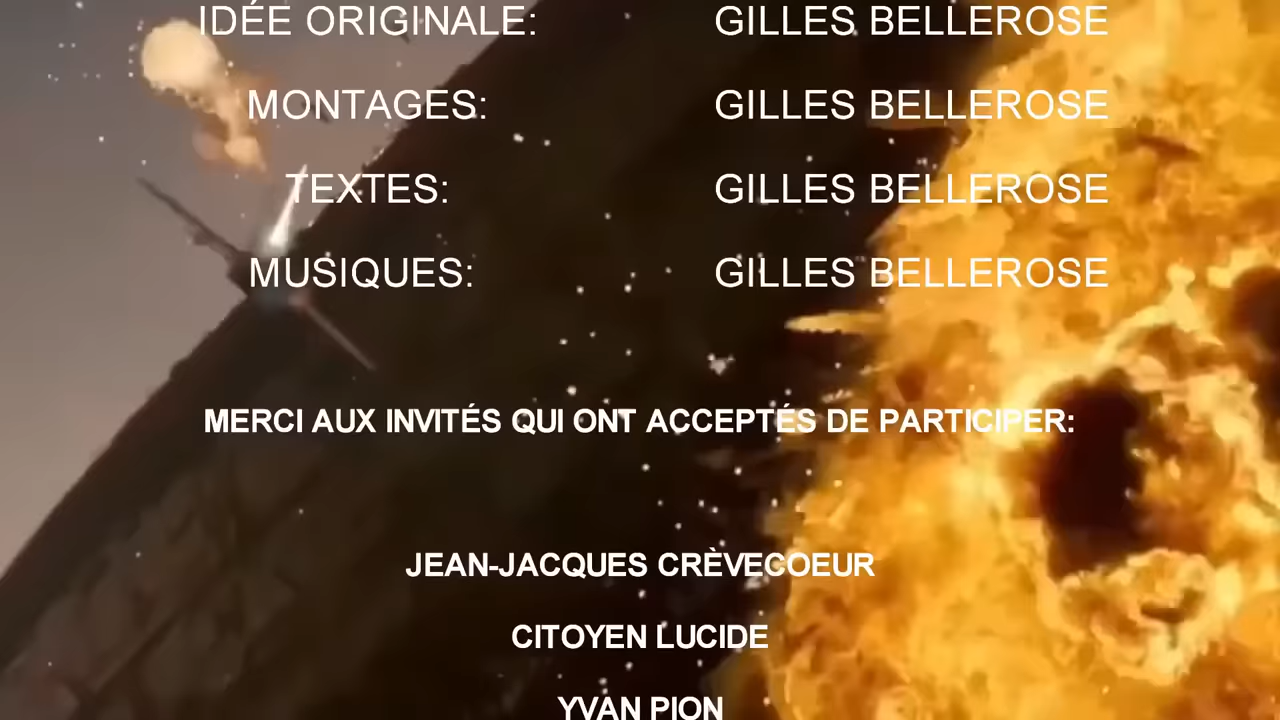 IDÉE ORIGINALE: GILLES BELLEROSE
MONTAGES: GILLES BELLEROSE
TEXTES: GILLES BELLEROSE
MUSIQUES: GILLES BELLEROSE
MERCI AUX INVITÉS QUI ONT ACCEPTÉS DE PARTICIPER:
JEAN-JACQUES CRÈVECOEUR
CITOYEN LUCIDE
YVAN PION